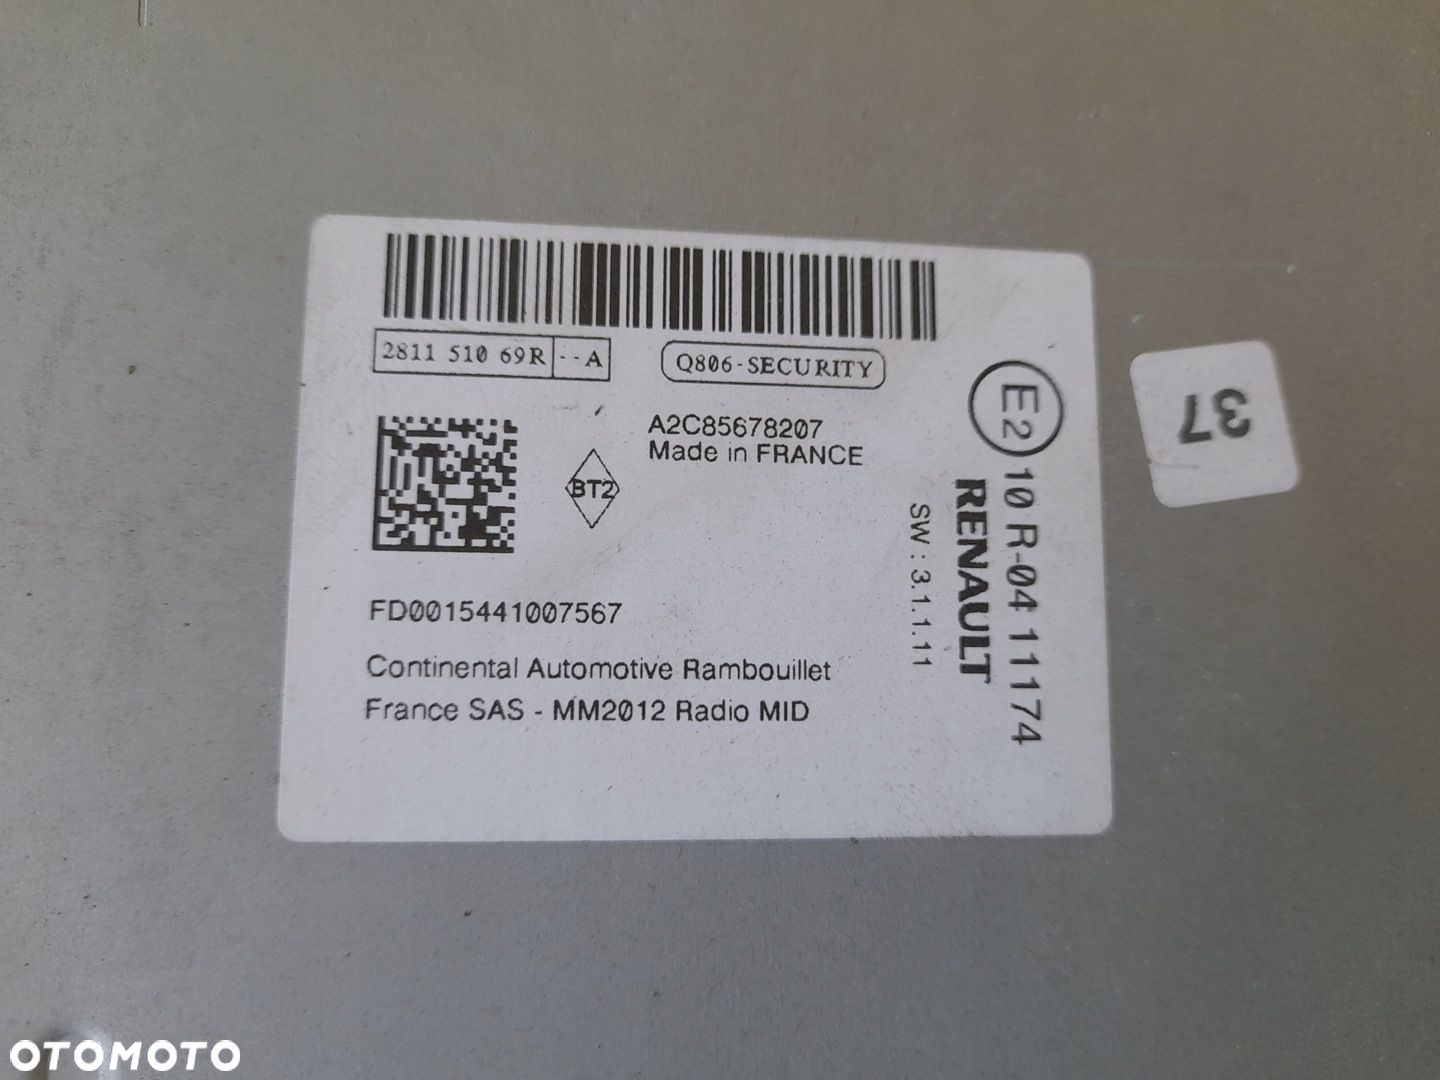 2811 510 69R --A
Q806-SECURITY
A2C85678207
Made in FRANCE
BT2
FD0015441007567
Continental Automotive Rambouillet
France SAS - MM2012 Radio MID
E2 10 R-04 11174
RENAULT
SW : 3.1.1.11
37
OTOMOTO